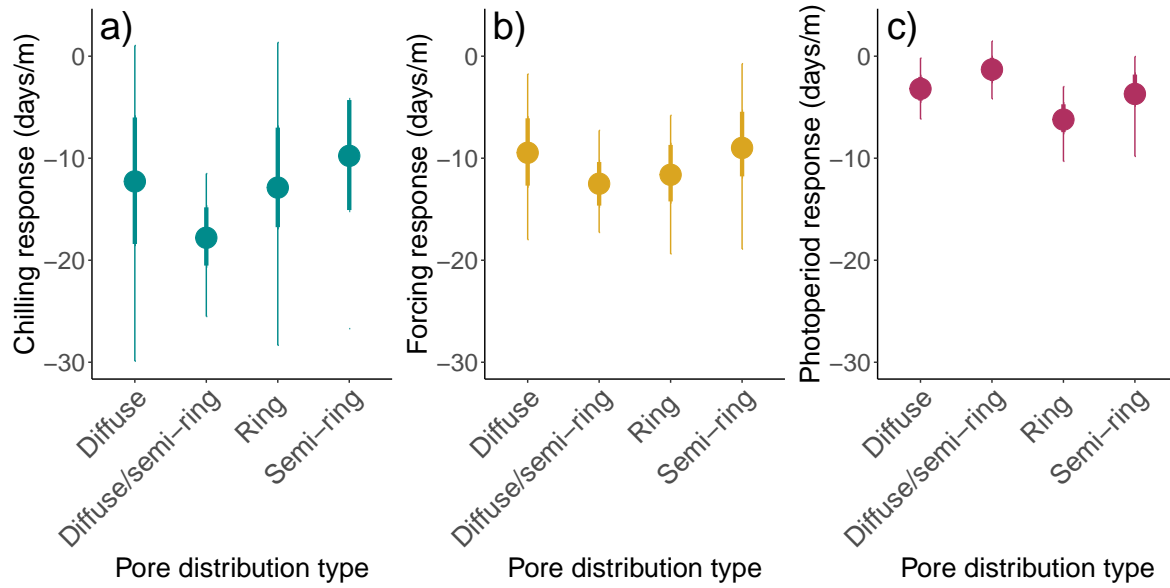 a)
Chilling response (days/m)
0
−10
−20
−30
Diffuse
Diffuse/semi−ring
Ring
Semi−ring
Pore distribution type
b)
Forcing response (days/m)
0
−10
−20
−30
Diffuse
Diffuse/semi−ring
Ring
Semi−ring
Pore distribution type
c)
Photoperiod response (days/m)
0
−10
−20
−30
Diffuse
Diffuse/semi−ring
Ring
Semi−ring
Pore distribution type